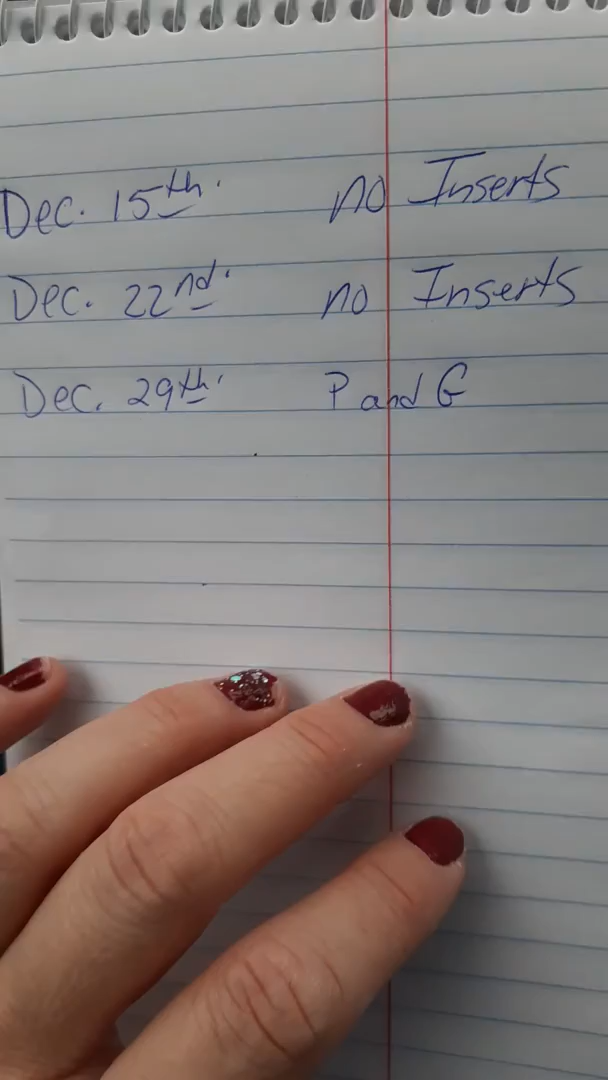 Dec. 15th. no Inserts
Dec. 22nd. no Inserts
Dec. 29th. P and G